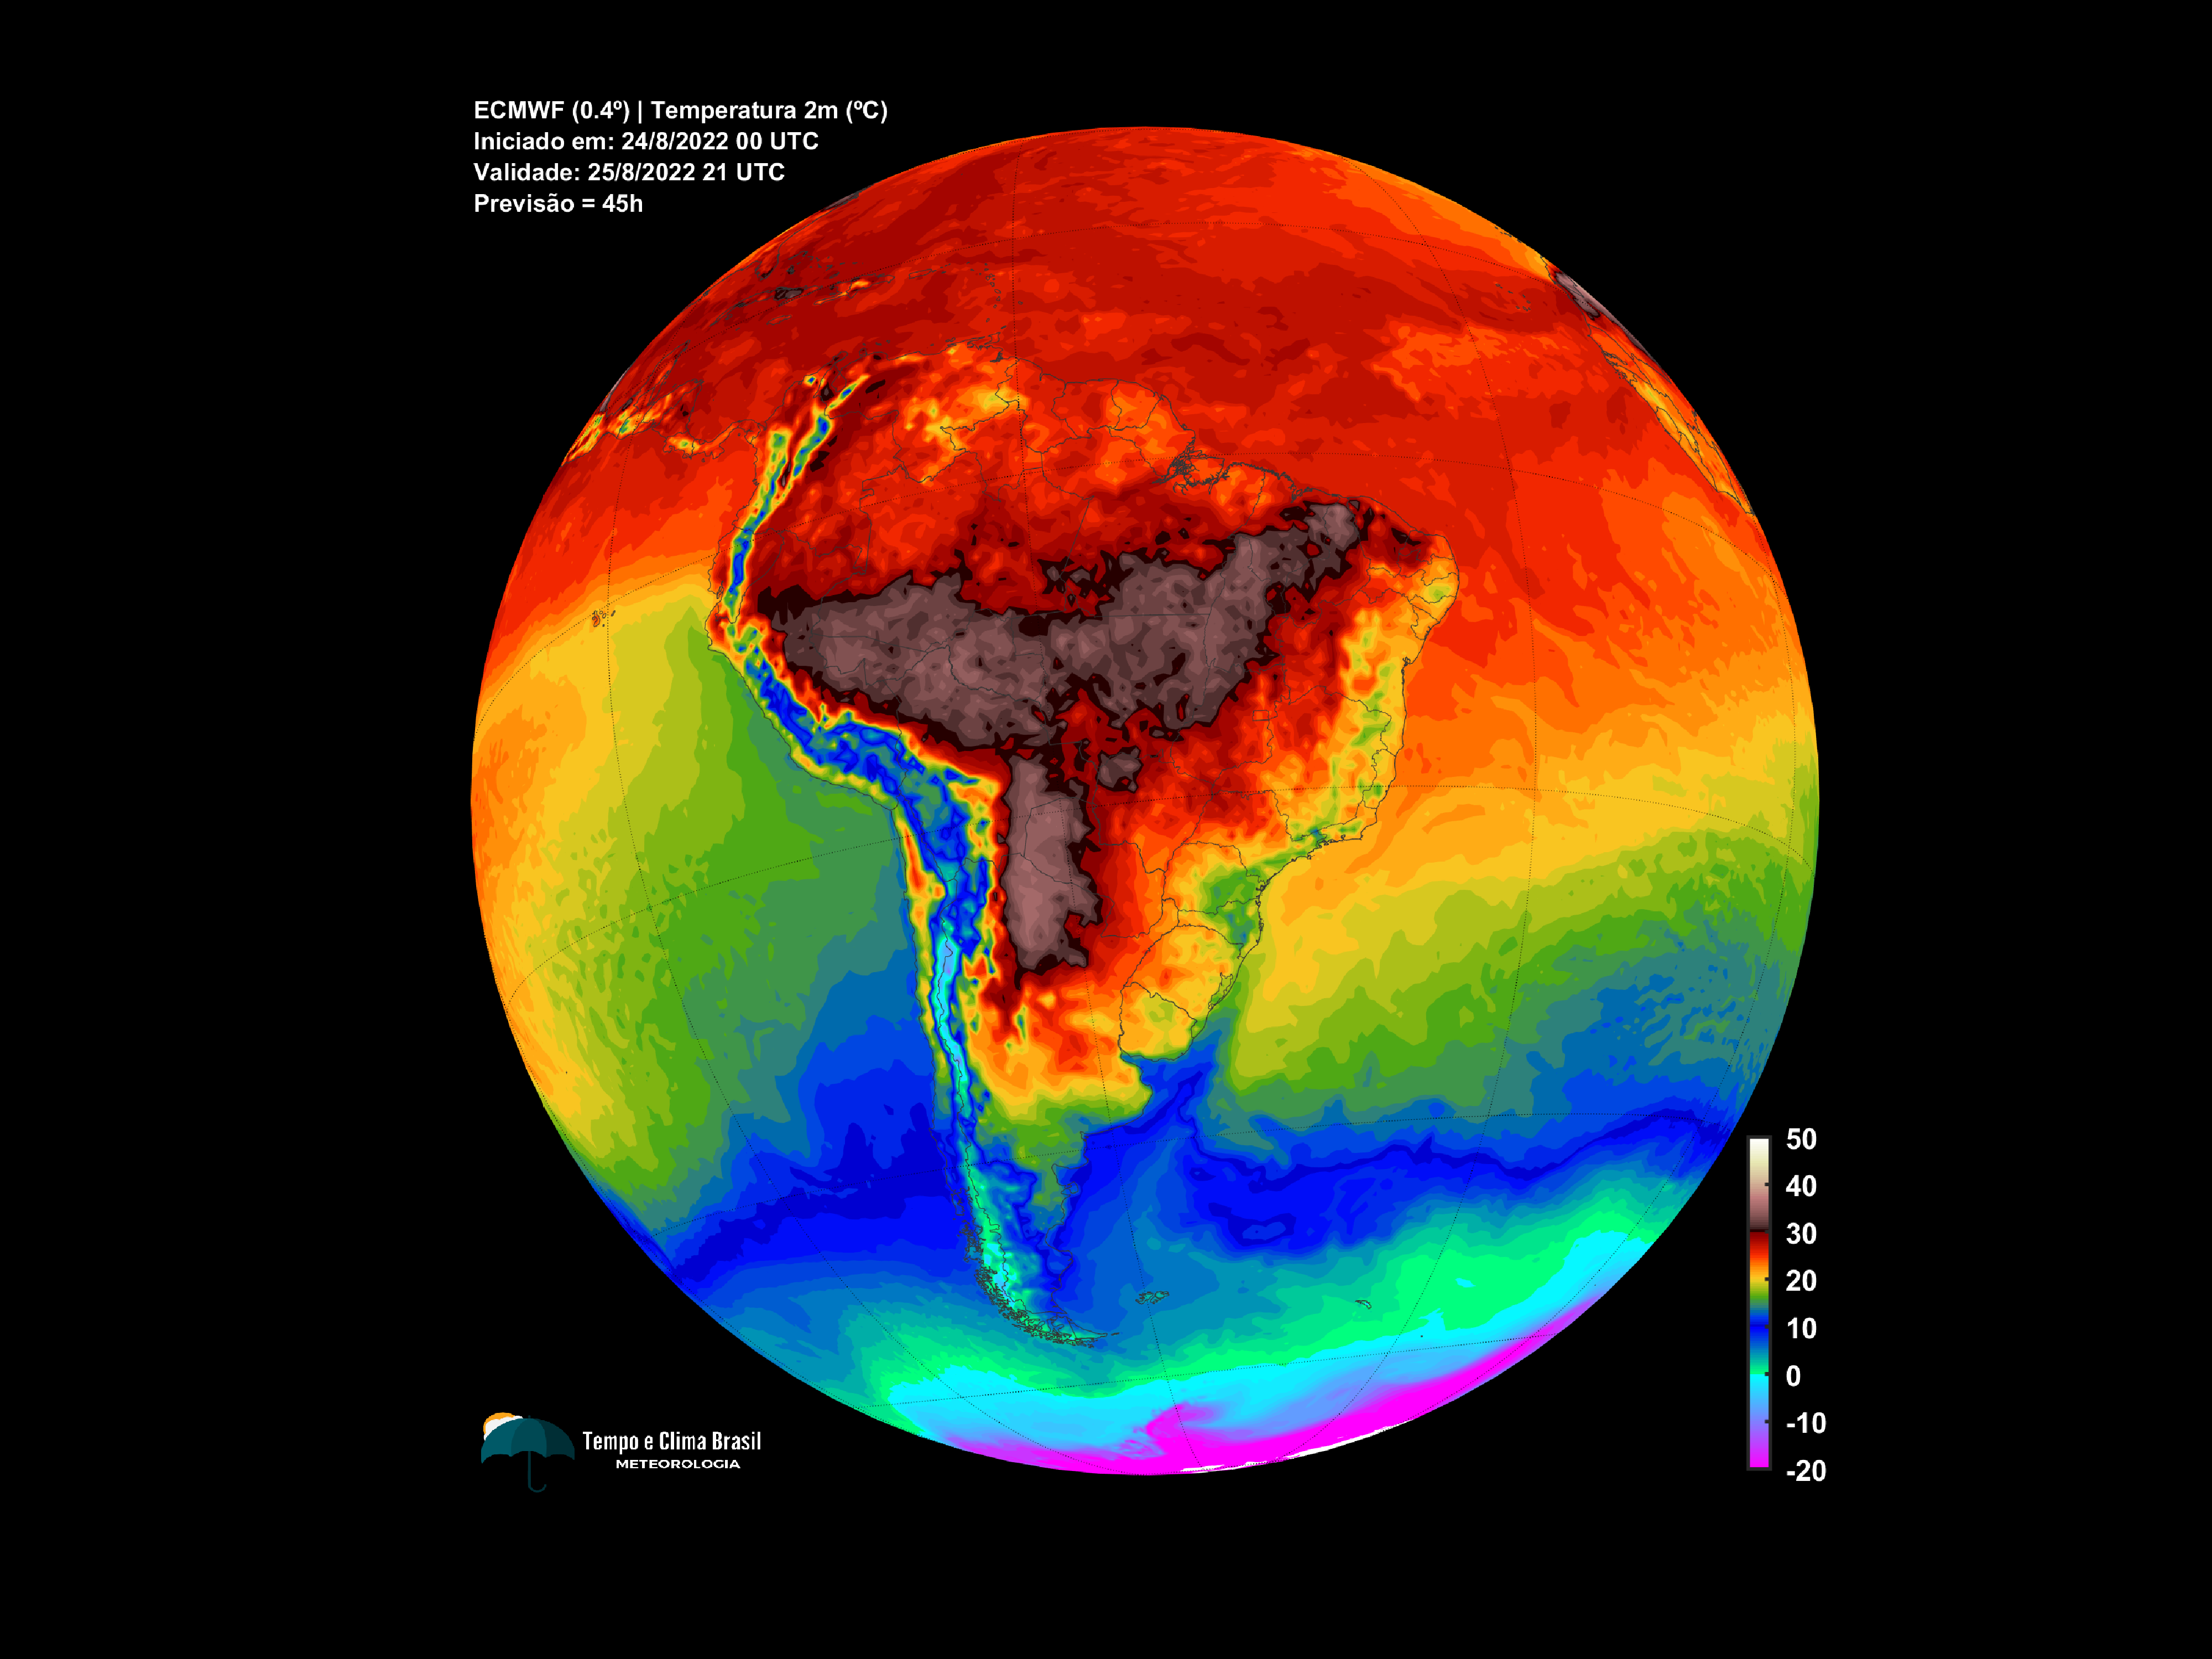 ECMWF (0.4º) | Temperatura 2m (ºC)
Iniciado em: 24/8/2022 00 UTC
Validade: 25/8/2022 21 UTC
Previsão = 45h
50
40
30
20
10
0
-10
-20
Tempo e Clima Brasil
METEOROLOGIA